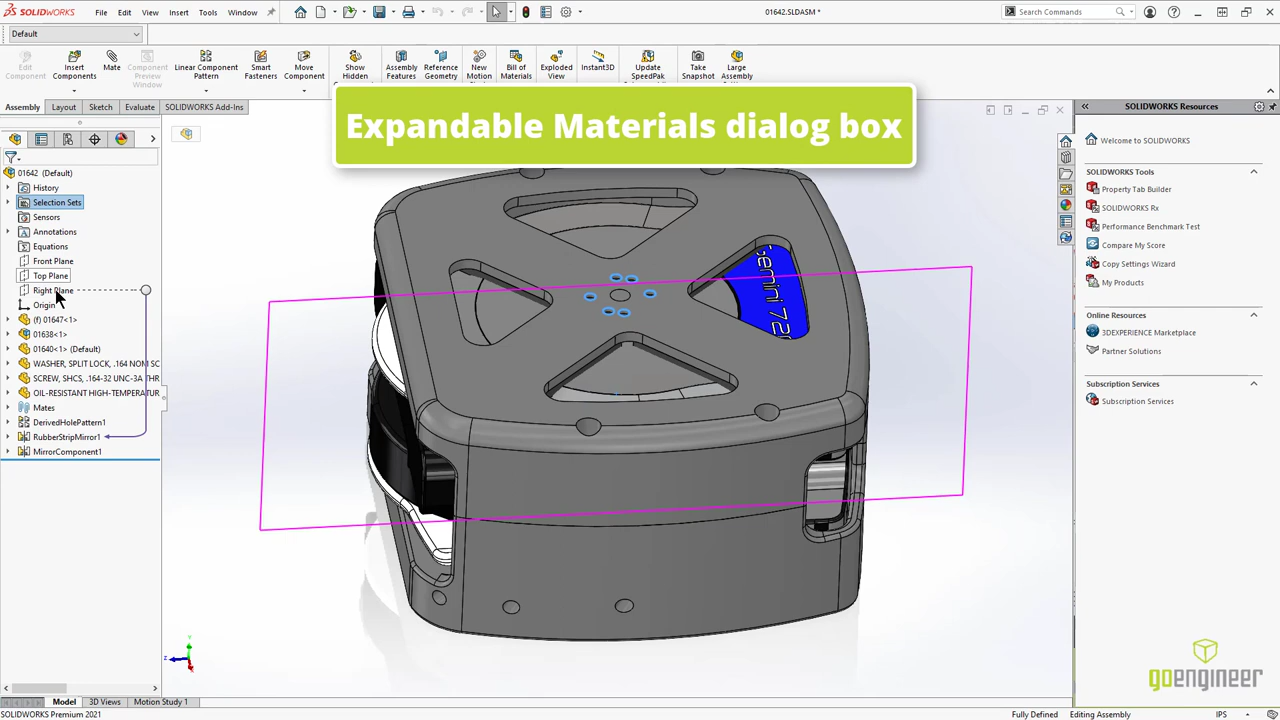 SOLIDWORKS File Edit View Insert Tools Window 01642.SLDASM * Search Commands
Default
Edit Component Insert Components Mate Component Preview Window Linear Component Pattern Smart Fasteners Move Component Show Hidden Assembly Features Reference Geometry New Motion Bill of Materials Exploded View Instant3D Update SpeedPak Take Snapshot Large Assembly
Assembly Layout Sketch Evaluate SOLIDWORKS Add-Ins
Expandable Materials dialog box
01642 (Default)
History
Selection Sets
Sensors
Annotations
Equations
Front Plane
Top Plane
Right Plane
Origin
(f) 01647<1>
01638<1>
01640<1> (Default)
WASHER, SPLIT LOCK, .164 NOM SC
SCREW, SHCS, .164-32 UNC-3A THR
OIL-RESISTANT HIGH-TEMPERATUR
Mates
DerivedHolePattern1
RubberStripMirror1
MirrorComponent1
Gemini 72
y
z
SOLIDWORKS Resources
Welcome to SOLIDWORKS
SOLIDWORKS Tools
Property Tab Builder
SOLIDWORKS Rx
Performance Benchmark Test
Compare My Score
Copy Settings Wizard
My Products
Online Resources
3DEXPERIENCE Marketplace
Partner Solutions
Subscription Services
Subscription Services
goengineer
Model 3D Views Motion Study 1
SOLIDWORKS Premium 2021 Fully Defined Editing Assembly IPS